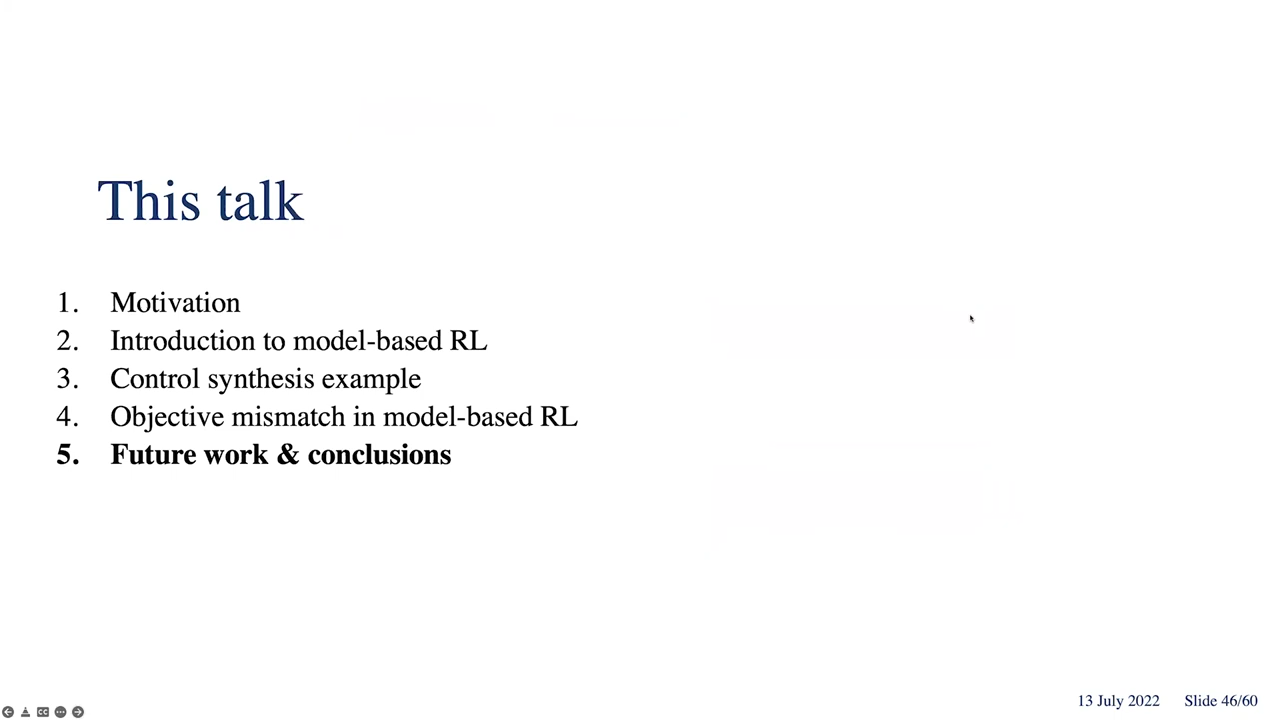 This talk
1. Motivation
2. Introduction to model-based RL
3. Control synthesis example
4. Objective mismatch in model-based RL
5. Future work & conclusions
13 July 2022 Slide 46/60